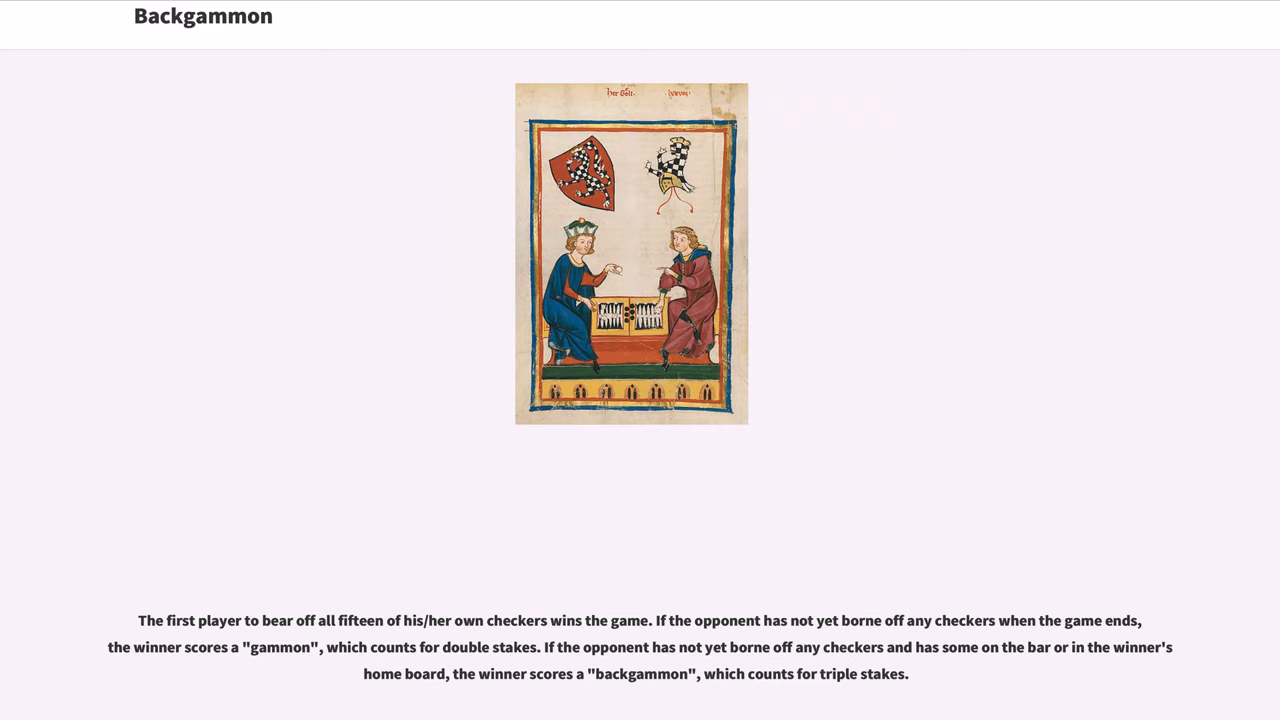 Backgammon
The first player to bear off all fifteen of his/her own checkers wins the game. If the opponent has not yet borne off any checkers when the game ends,
the winner scores a "gammon", which counts for double stakes. If the opponent has not yet borne off any checkers and has some on the bar or in the winner's
home board, the winner scores a "backgammon", which counts for triple stakes.